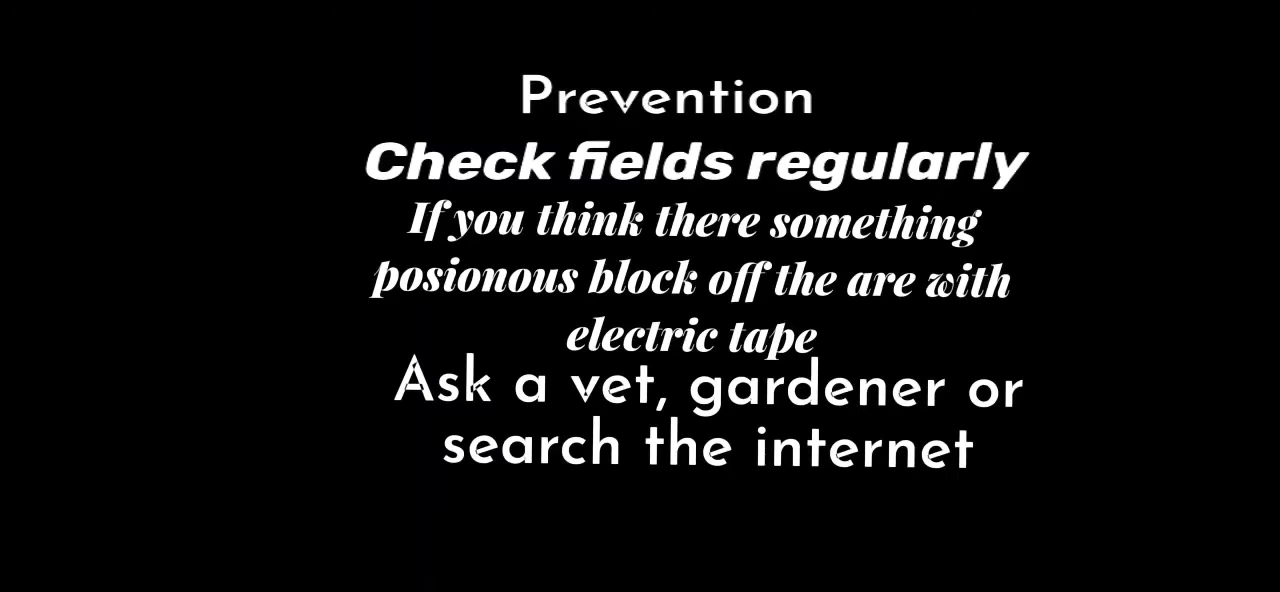 Prevention
Check fields regularly
If you think there something
posionous block off the are with
electric tape
Ask a vet, gardener or
search the internet